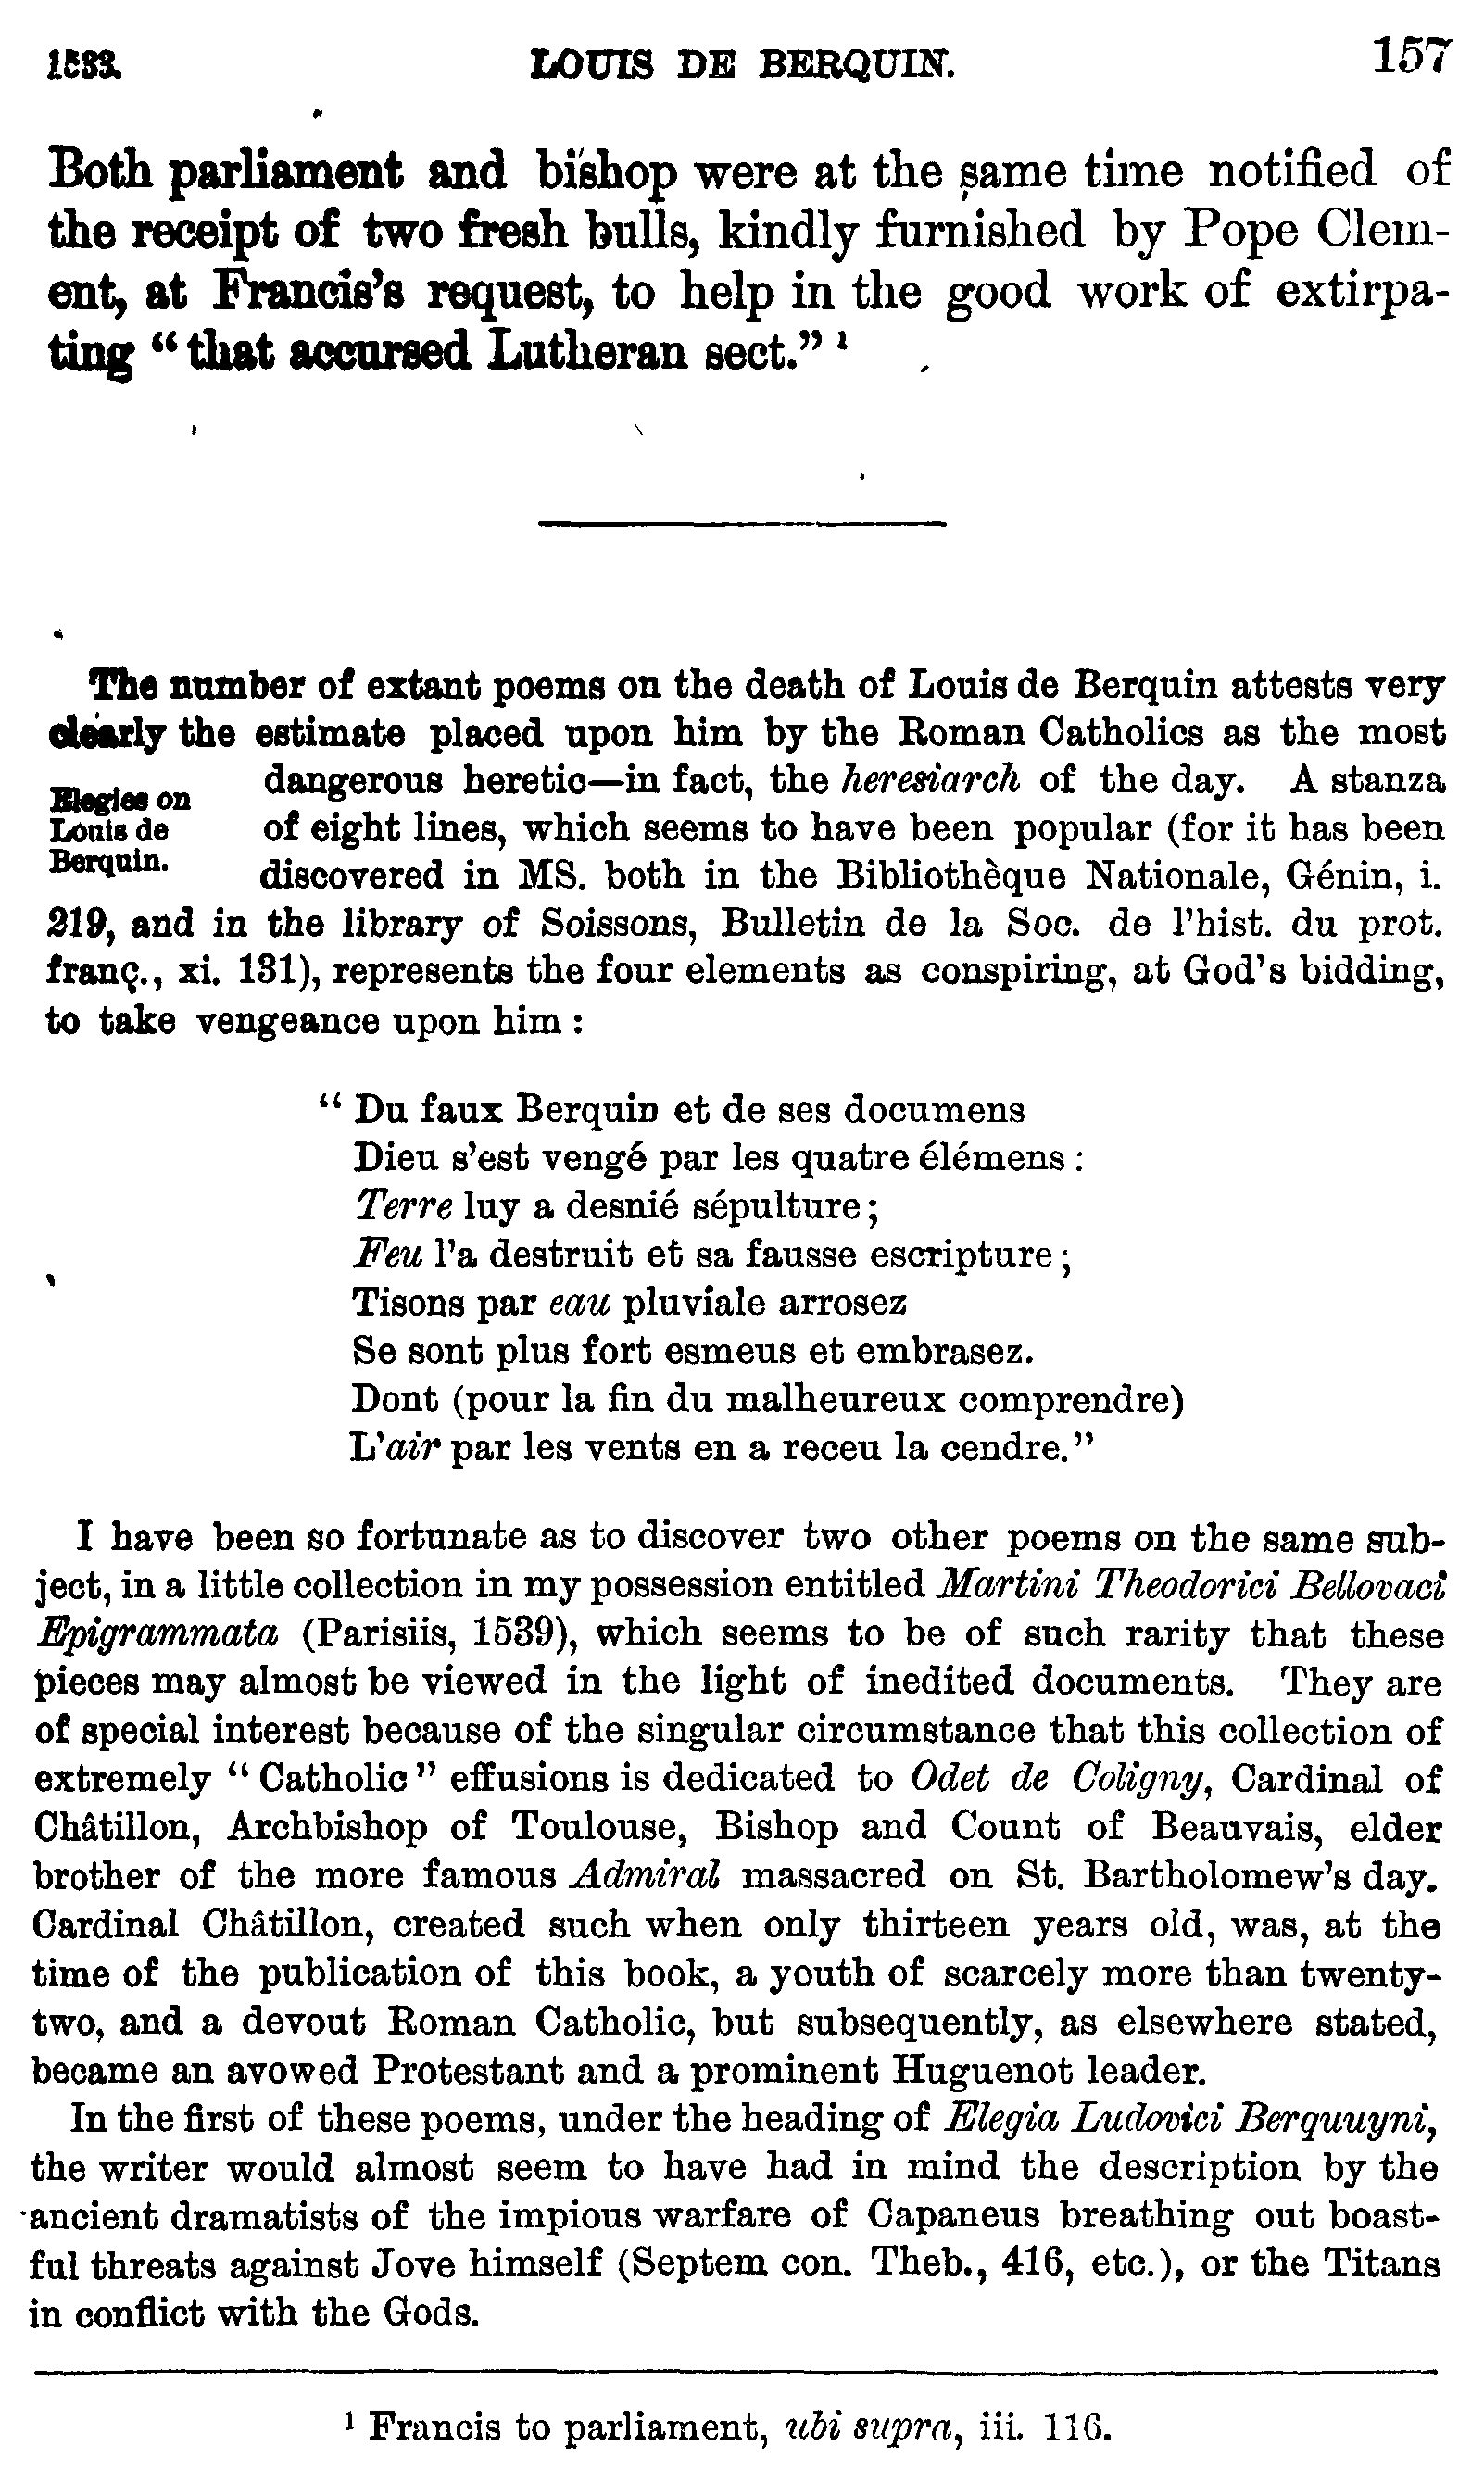 1533. LOUIS DE BERQUIN. 157
Both parliament and bishop were at the same time notified of
the receipt of two fresh bulls, kindly furnished by Pope Clem-
ent, at Francis's request, to help in the good work of extirpa-
ting “that accursed Lutheran sect.” ¹
The number of extant poems on the death of Louis de Berquin attests very
clearly the estimate placed upon him by the Roman Catholics as the most
Elegies on
Louis de
Berquin.
dangerous heretic—in fact, the heresiarch of the day. A stanza
of eight lines, which seems to have been popular (for it has been
discovered in MS. both in the Bibliothèque Nationale, Génin, i.
219, and in the library of Soissons, Bulletin de la Soc. de l'hist. du prot.
franç., xi. 131), represents the four elements as conspiring, at God's bidding,
to take vengeance upon him :
“ Du faux Berquin et de ses documens
Dieu s'est vengé par les quatre élémens :
Terre luy a desnié sépulture ;
Feu l'a destruit et sa fausse escripture ;
Tisons par eau pluviale arrosez
Se sont plus fort esmeus et embrasez.
Dont (pour la fin du malheureux comprendre)
L'air par les vents en a receu la cendre.”
I have been so fortunate as to discover two other poems on the same sub-
ject, in a little collection in my possession entitled Martini Theodorici Bellovaci
Epigrammata (Parisiis, 1539), which seems to be of such rarity that these
pieces may almost be viewed in the light of inedited documents. They are
of special interest because of the singular circumstance that this collection of
extremely “ Catholic ” effusions is dedicated to Odet de Coligny, Cardinal of
Châtillon, Archbishop of Toulouse, Bishop and Count of Beauvais, elder
brother of the more famous Admiral massacred on St. Bartholomew's day.
Cardinal Châtillon, created such when only thirteen years old, was, at the
time of the publication of this book, a youth of scarcely more than twenty-
two, and a devout Roman Catholic, but subsequently, as elsewhere stated,
became an avowed Protestant and a prominent Huguenot leader.
In the first of these poems, under the heading of Elegia Ludovici Berquuyni,
the writer would almost seem to have had in mind the description by the
ancient dramatists of the impious warfare of Capaneus breathing out boast-
ful threats against Jove himself (Septem con. Theb., 416, etc.), or the Titans
in conflict with the Gods.
¹ Francis to parliament, ubi supra, iii. 116.